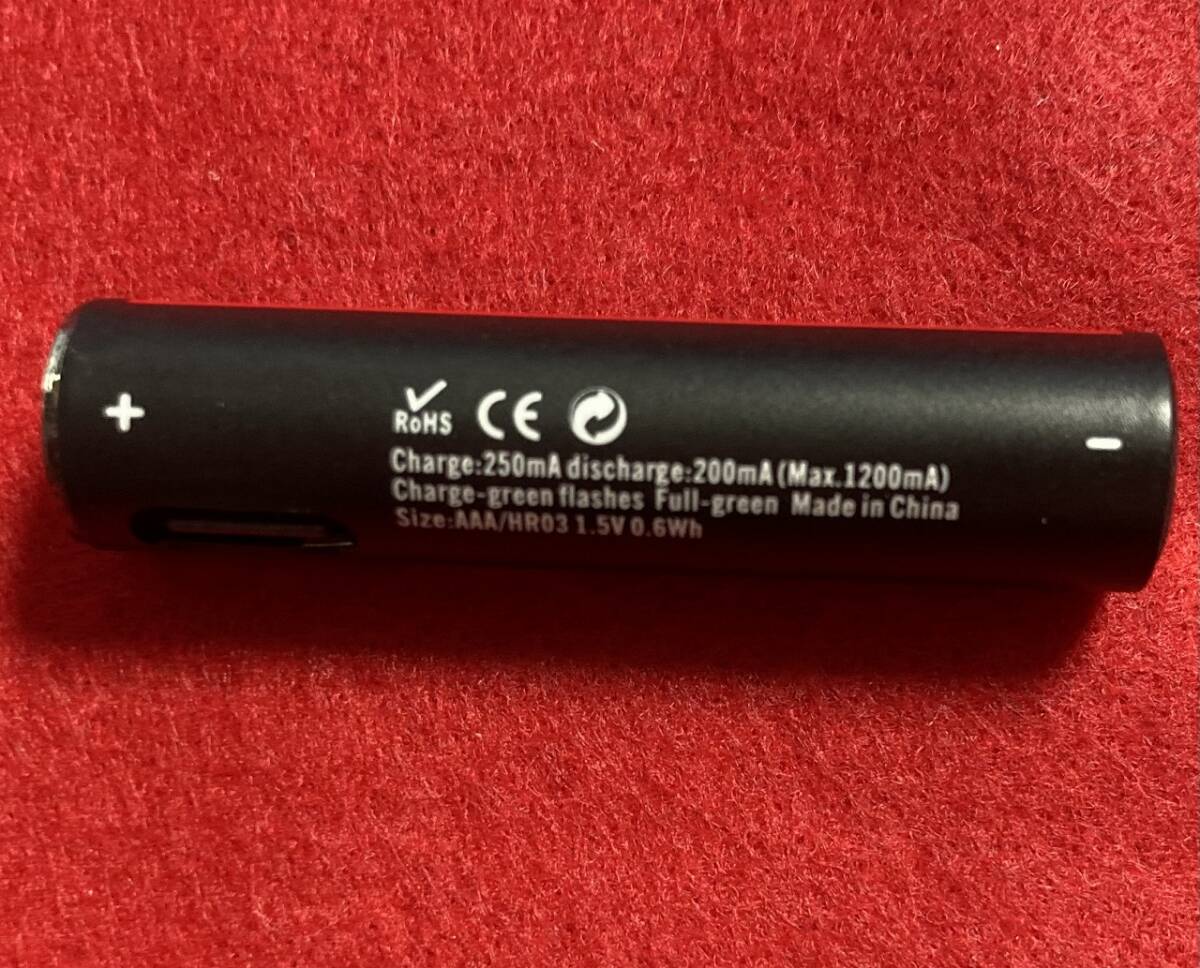 +
RoHS CE
-
Charge:250mA discharge:200mA (Max.1200mA)
Charge-green flashes Full-green Made in China
Size:AAA/HR03 1.5V 0.6Wh